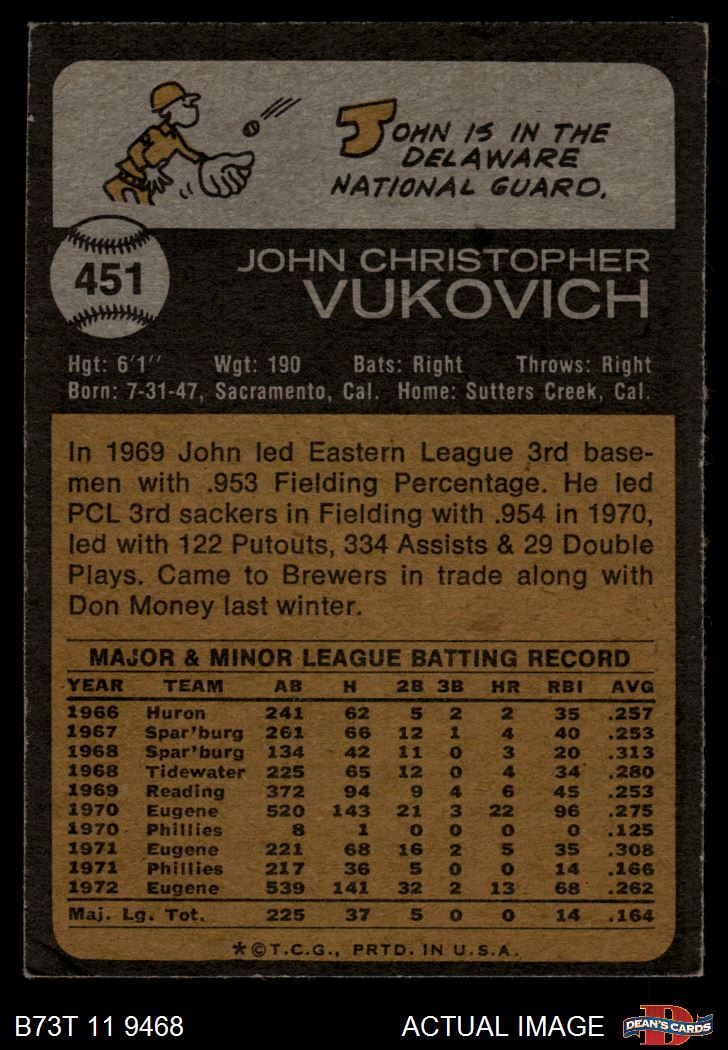 JOHN IS IN THE
DELAWARE
NATIONAL GUARD.
451
JOHN CHRISTOPHER
VUKOVICH
Hgt: 6'1" Wgt: 190 Bats: Right Throws: Right
Born: 7-31-47, Sacramento, Cal. Home: Sutters Creek, Cal.
In 1969 John led Eastern League 3rd base-
men with .953 Fielding Percentage. He led
PCL 3rd sackers in Fielding with .954 in 1970,
led with 122 Putouts, 334 Assists & 29 Double
Plays. Came to Brewers in trade along with
Don Money last winter.
MAJOR & MINOR LEAGUE BATTING RECORD
YEAR TEAM AB H 2B 3B HR RBI AVG
1966 Huron 241 62 5 2 2 35 .257
1967 Spar'burg 261 66 12 1 4 40 .253
1968 Spar'burg 134 42 11 0 3 20 .313
1968 Tidewater 225 65 12 0 4 34 .280
1969 Reading 372 94 9 4 6 45 .253
1970 Eugene 520 143 21 3 22 96 .275
1970 Phillies 8 1 0 0 0 0 .125
1971 Eugene 221 68 16 2 5 35 .308
1971 Phillies 217 36 5 0 0 14 .166
1972 Eugene 539 141 32 2 13 68 .262
Maj. Lg. Tot. 225 37 5 0 0 14 .164
*©T.C.G., PRTD. IN U.S.A.
B73T 11 9468 ACTUAL IMAGE D DEAN'S CARDS